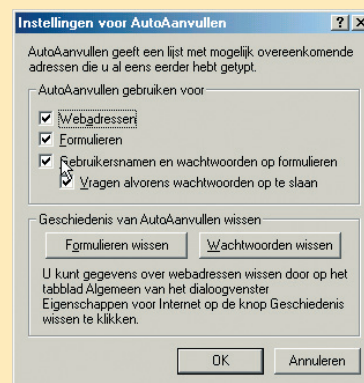 Instellingen voor AutoAanvullen
AutoAanvullen geeft een lijst met mogelijk overeenkomende
adressen die u al eens eerder hebt getypt.
AutoAanvullen gebruiken voor
Webadressen
Formulieren
Gebruikersnamen en wachtwoorden op formulieren
Vragen alvorens wachtwoorden op te slaan
Geschiedenis van AutoAanvullen wissen
Formulieren wissen
Wachtwoorden wissen
U kunt gegevens over webadressen wissen door op het
tabblad Algemeen van het dialoogvenster
Eigenschappen voor Internet op de knop Geschiedenis
wissen te klikken.
OK
Annuleren